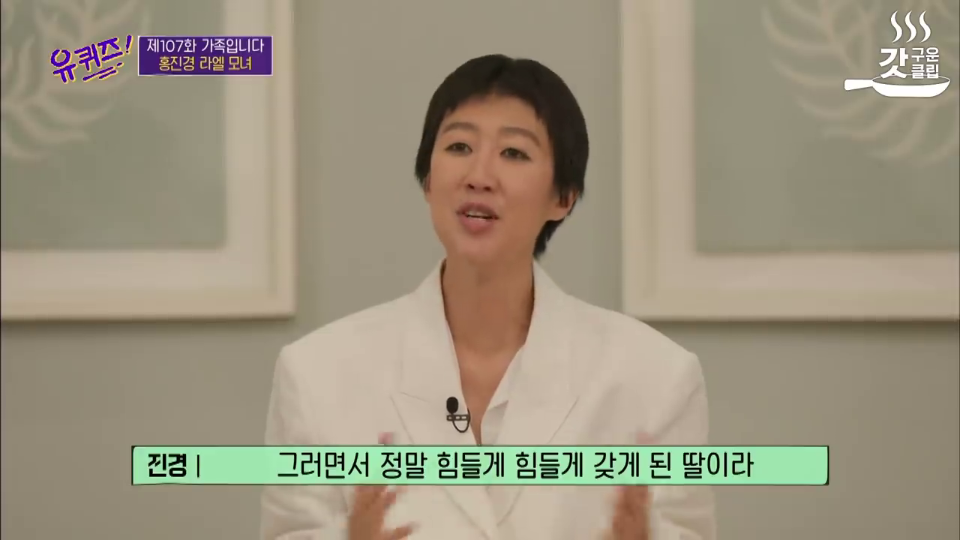 유퀴즈!
제107화 가족입니다
홍진경 라엘 모녀
갓구운클립
진경 | 그러면서 정말 힘들게 힘들게 갖게 된 딸이라